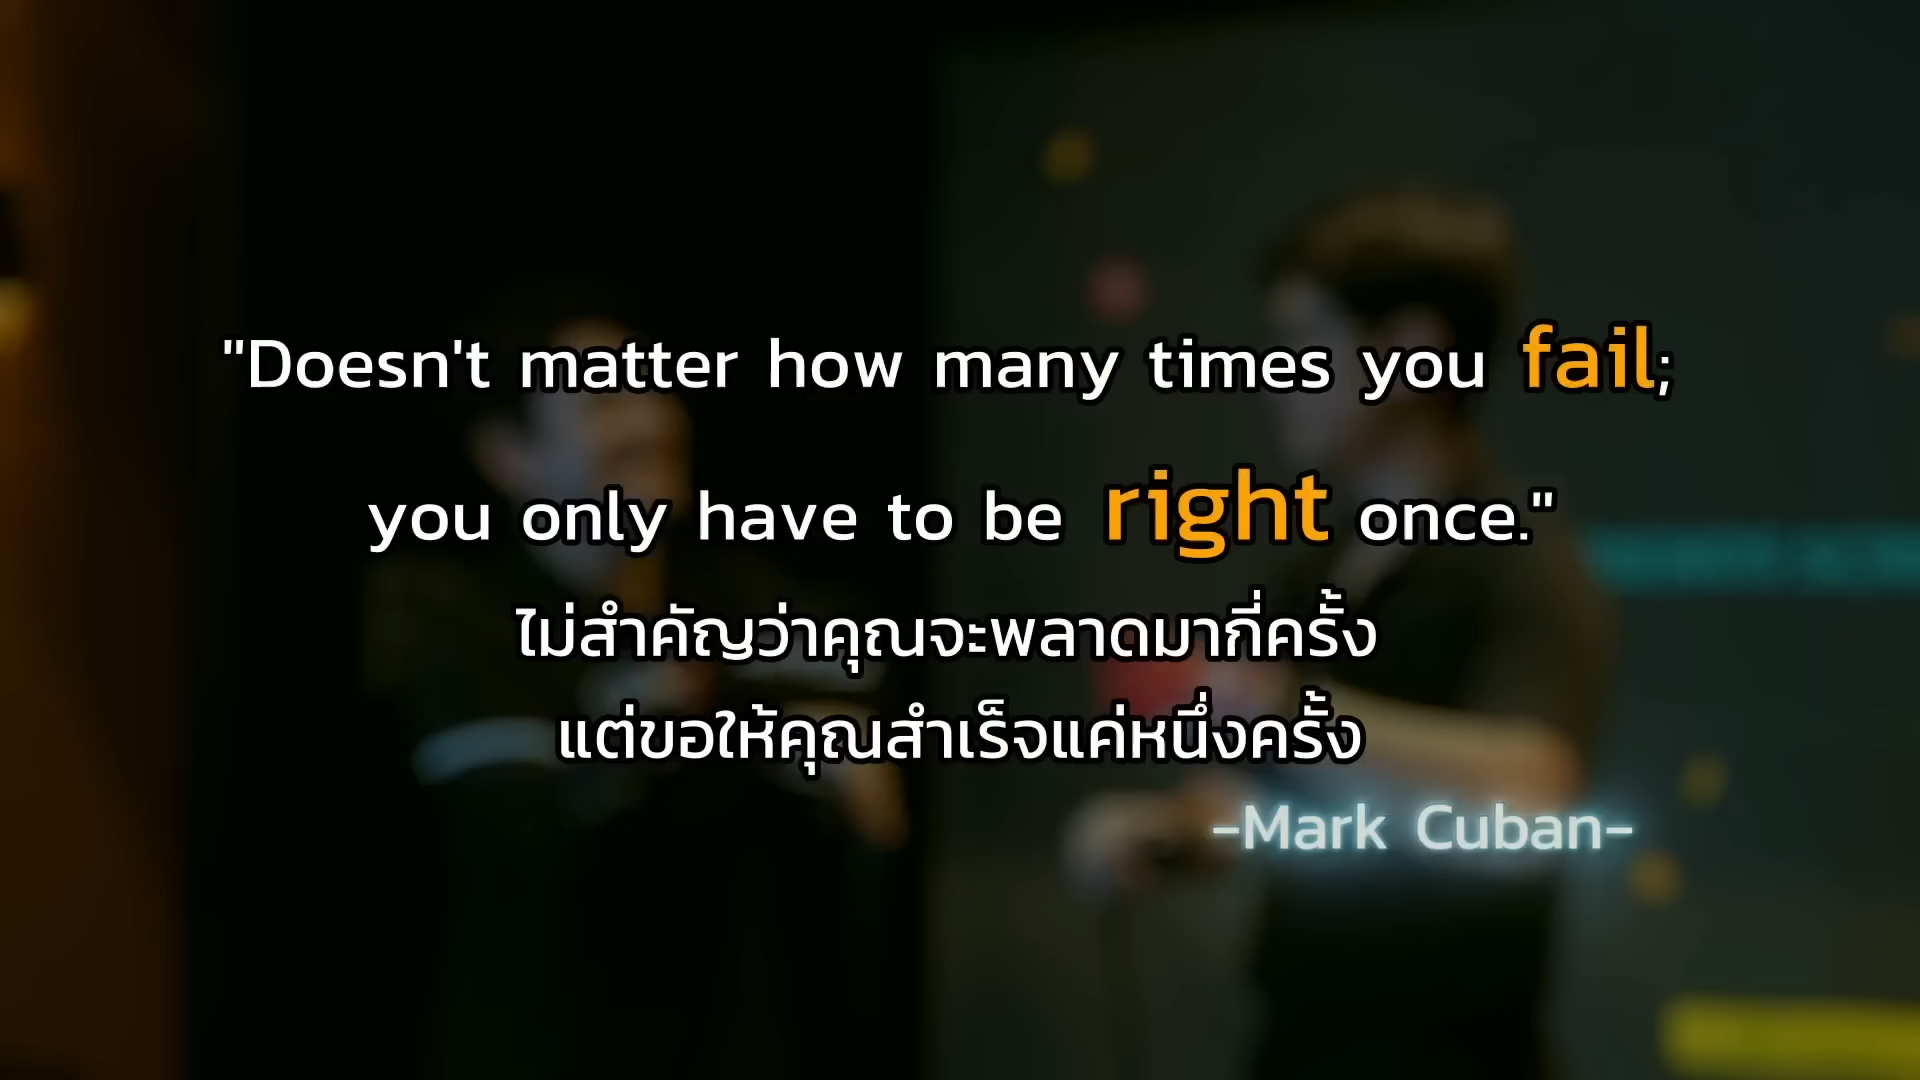 "Doesn't matter how many times you fail;
you only have to be right once."
ไม่สำคัญว่าคุณจะพลาดมากี่ครั้ง
แต่ขอให้คุณสำเร็จแค่หนึ่งครั้ง
-Mark Cuban-